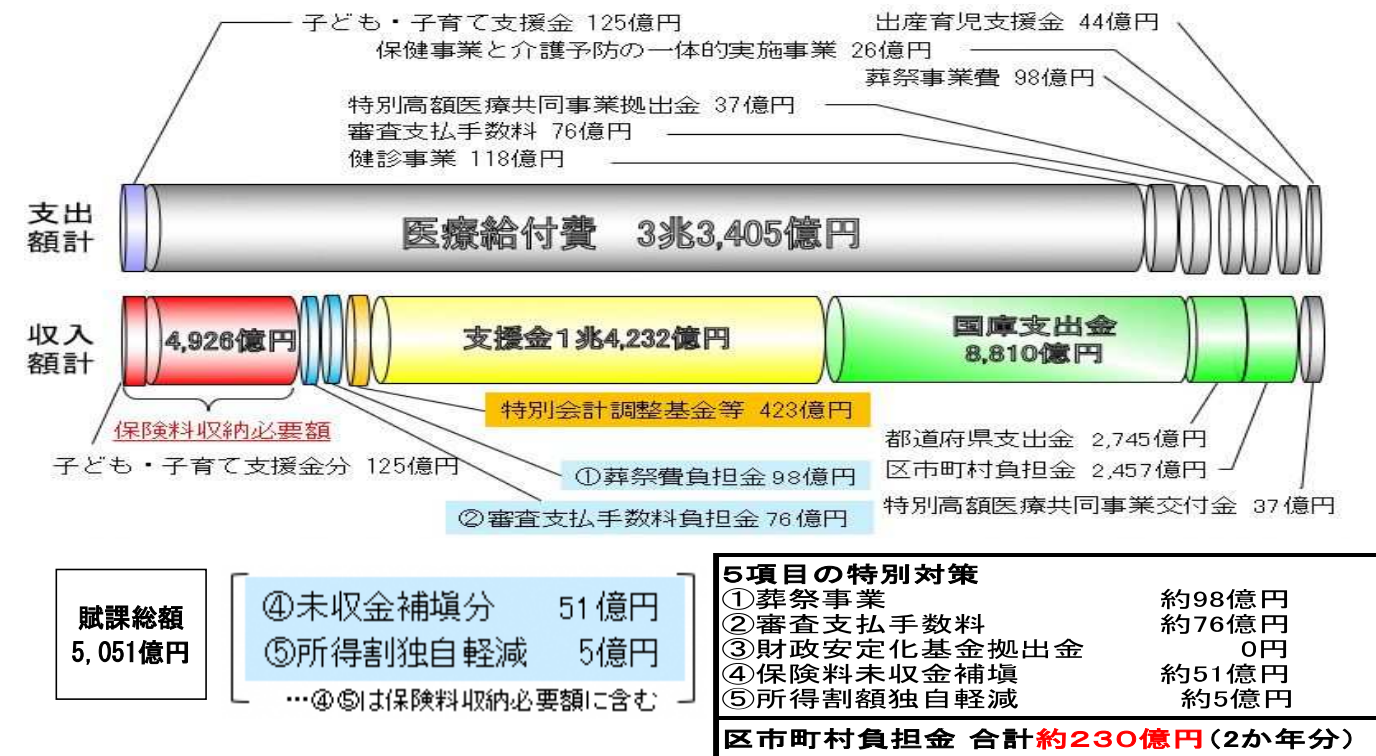 子ども・子育て支援金 125億円
出産育児支援金 44億円
保健事業と介護予防の一体的実施事業 26億円
葬祭事業費 98億円
特別高額医療共同事業拠出金 37億円
審査支払手数料 76億円
健診事業 118億円
支出
額計
医療給付費 3兆3,405億円
収入
額計
4,926億円
支援金1兆4,232億円
国庫支出金
8,810億円
保険料収納必要額
特別会計調整基金等 423億円
子ども・子育て支援金分 125億円
都道府県支出金 2,745億円
①葬祭費負担金 98億円
区市町村負担金 2,457億円
②審査支払手数料負担金 76億円
特別高額医療共同事業交付金 37億円
賦課総額
5,051億円
④未収金補塡分 51億円
⑤所得割独自軽減 5億円
…④⑤は保険料収納必要額に含む
5項目の特別対策
①葬祭事業 約98億円
②審査支払手数料 約76億円
③財政安定化基金拠出金 0円
④保険料未収金補塡 約51億円
⑤所得割額独自軽減 約5億円
区市町村負担金 合計約230億円(2か年分)